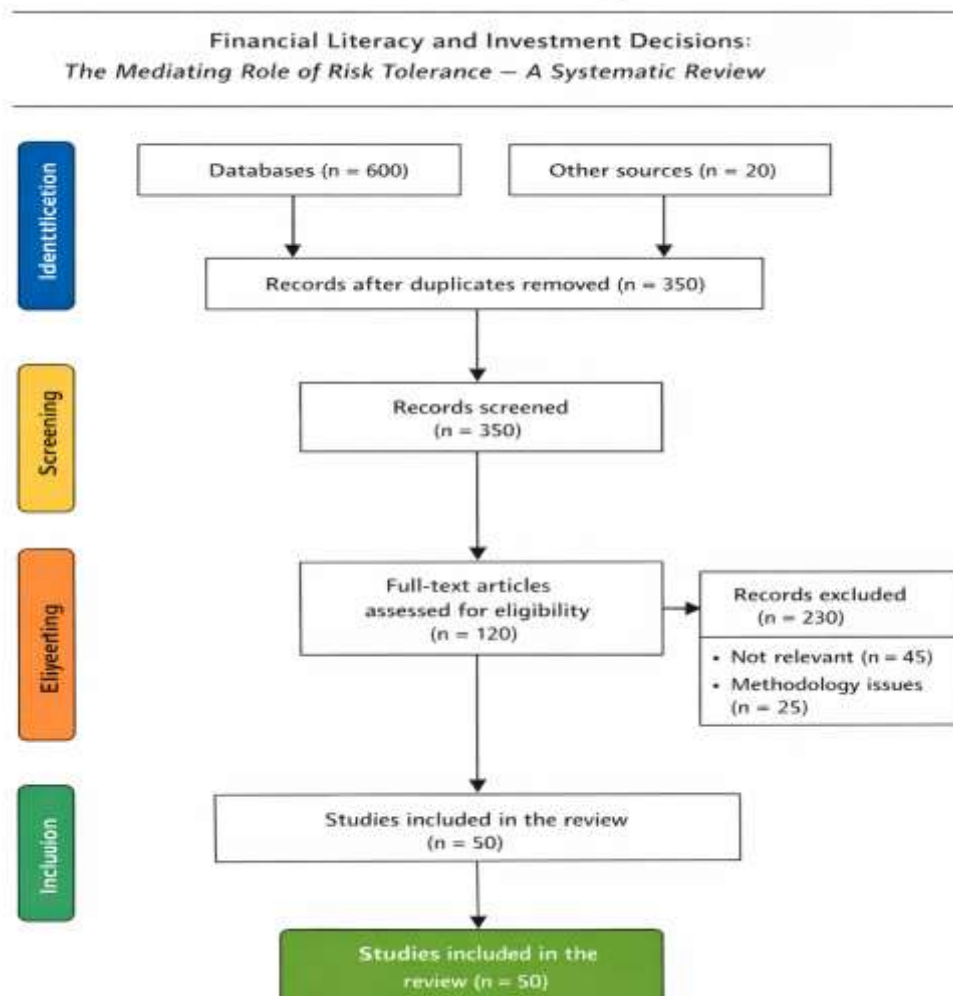 Financial Literacy and Investment Decisions:
The Mediating Role of Risk Tolerance — A Systematic Review
Identtficetion
Databases (n = 600)
Other sources (n = 20)
Records after duplicates removed (n = 350)
Screening
Records screened
(n = 350)
Eliyeerting
Full-text articles
assessed for eligibility
(n = 120)
Records excluded
(n = 230)
• Not relevant (n = 45)
• Methodology issues
(n = 25)
Incluuion
Studies included in the review
(n = 50)
Studies included in the
review (n = 50)